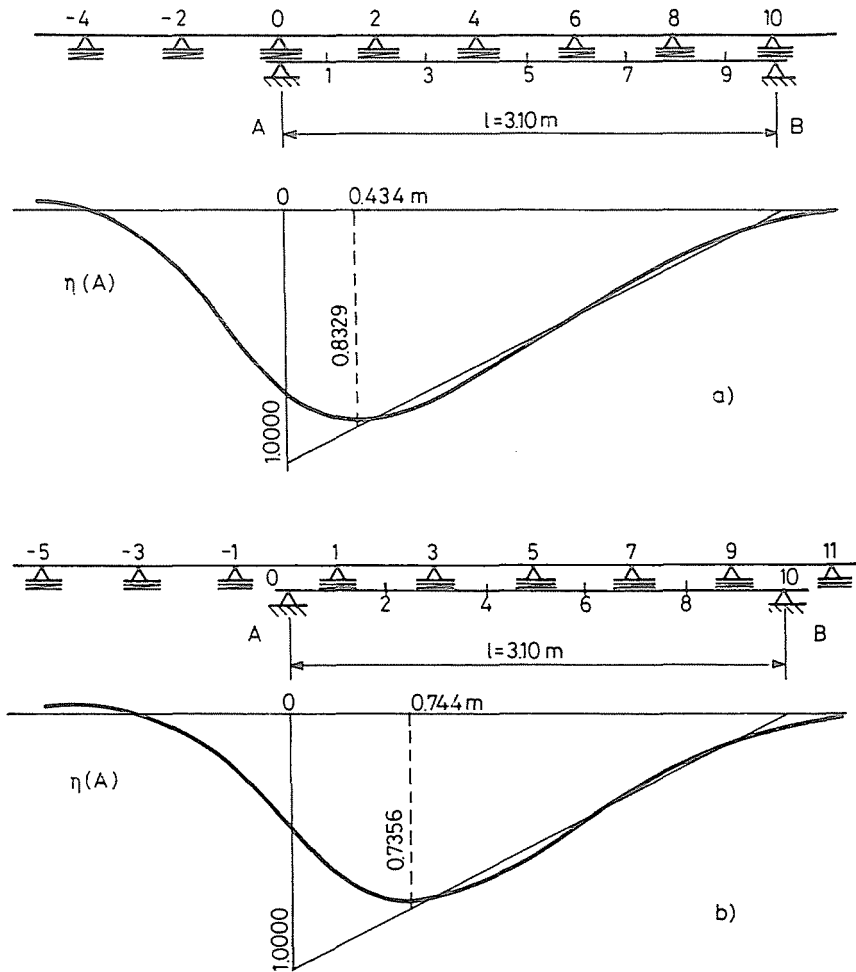 -4 -2 0 2 4 6 8 10
1 3 5 7 9
A l=3.10 m B
0 0.434 m
η(A)
0.8329
1.0000
a)
-5 -3 -1 1 3 5 7 9 11
0 10
2 4 6 8
A B
l=3.10 m
0 0.744 m
η(A)
0.7356
1.0000
b)